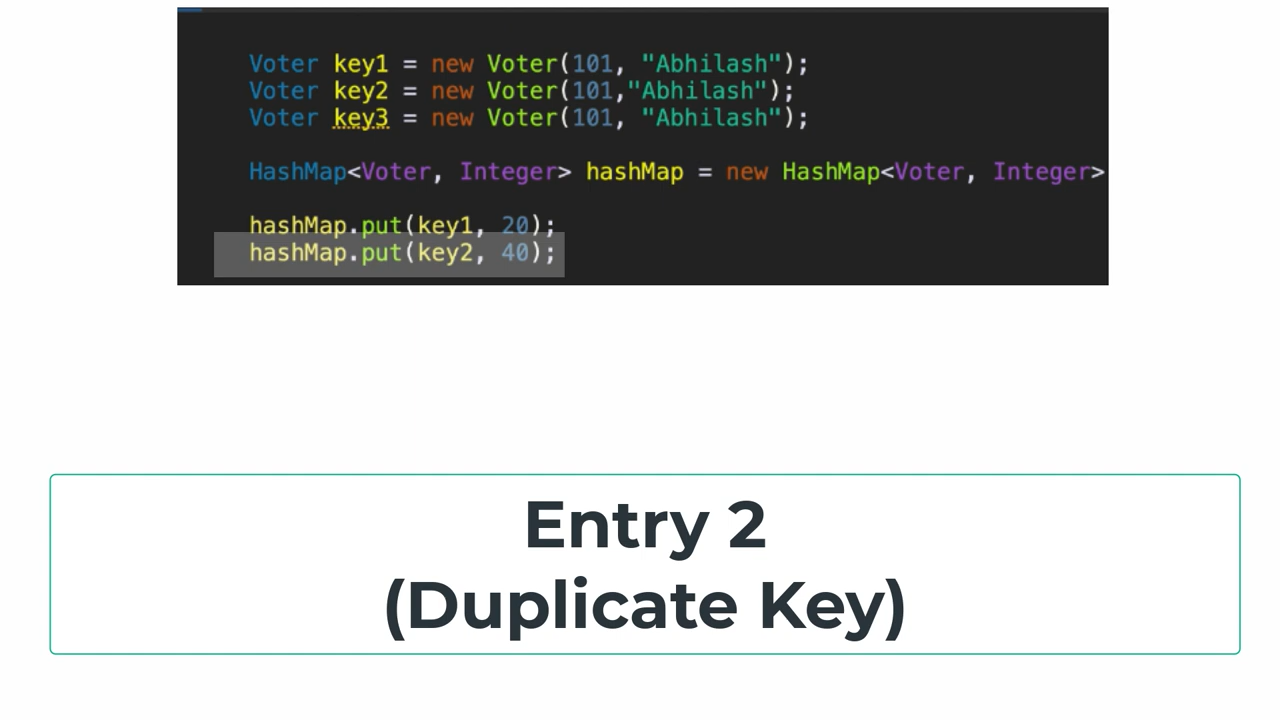 Voter key1 = new Voter(101, "Abhilash");
Voter key2 = new Voter(101,"Abhilash");
Voter key3 = new Voter(101, "Abhilash");
HashMap<Voter, Integer> hashMap = new HashMap<Voter, Integer>
hashMap.put(key1, 20);
hashMap.put(key2, 40);
Entry 2
(Duplicate Key)